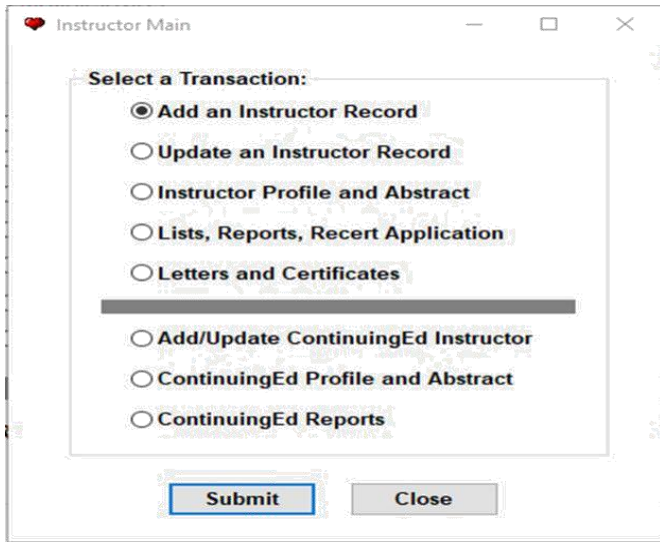 Instructor Main
Select a Transaction:
Add an Instructor Record
Update an Instructor Record
Instructor Profile and Abstract
Lists, Reports, Recert Application
Letters and Certificates
Add/Update ContinuingEd Instructor
ContinuingEd Profile and Abstract
ContinuingEd Reports
Submit Close